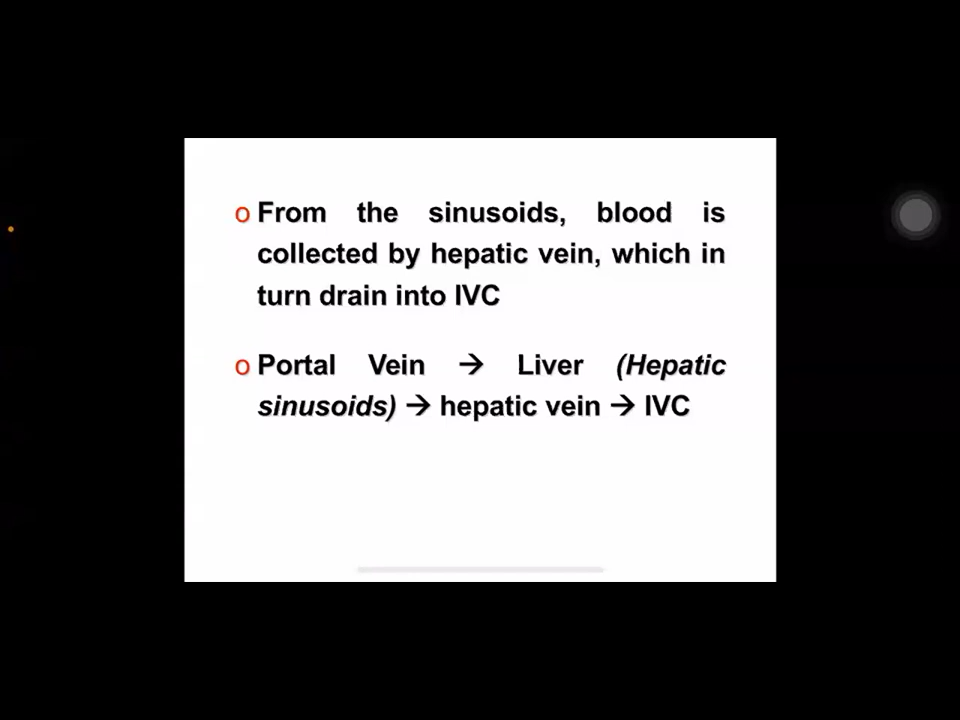 o From the sinusoids, blood is
collected by hepatic vein, which in
turn drain into IVC
o Portal Vein → Liver (Hepatic
sinusoids) → hepatic vein → IVC